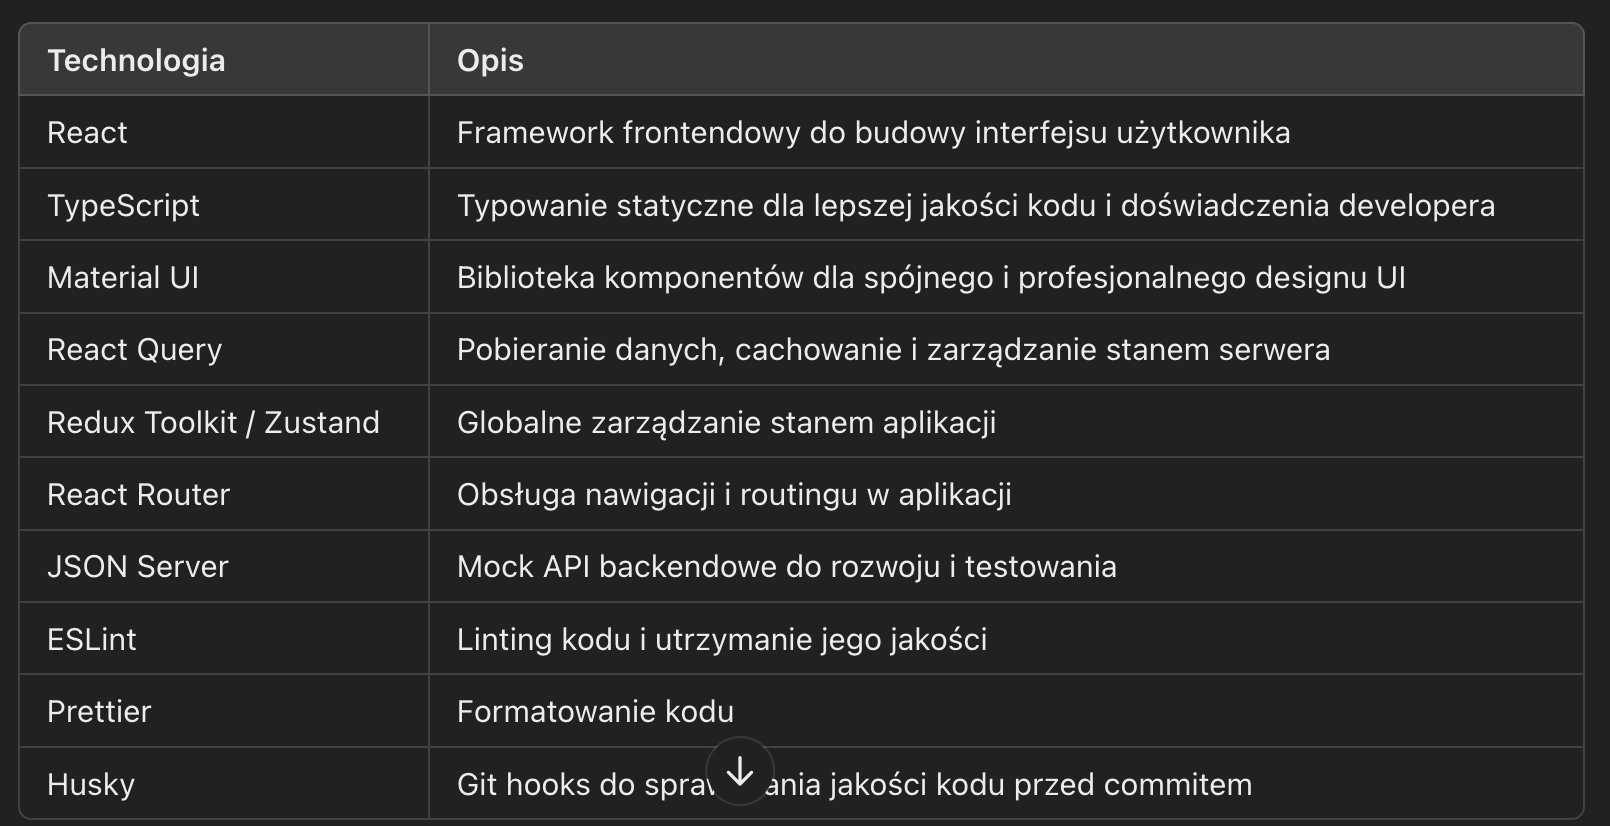 Technologia Opis
React Framework frontendowy do budowy interfejsu użytkownika
TypeScript Typowanie statyczne dla lepszej jakości kodu i doświadczenia developera
Material UI Biblioteka komponentów dla spójnego i profesjonalnego designu UI
React Query Pobieranie danych, cachowanie i zarządzanie stanem serwera
Redux Toolkit / Zustand Globalne zarządzanie stanem aplikacji
React Router Obsługa nawigacji i routingu w aplikacji
JSON Server Mock API backendowe do rozwoju i testowania
ESLint Linting kodu i utrzymanie jego jakości
Prettier Formatowanie kodu
Husky Git hooks do jakości kodu przed commitem